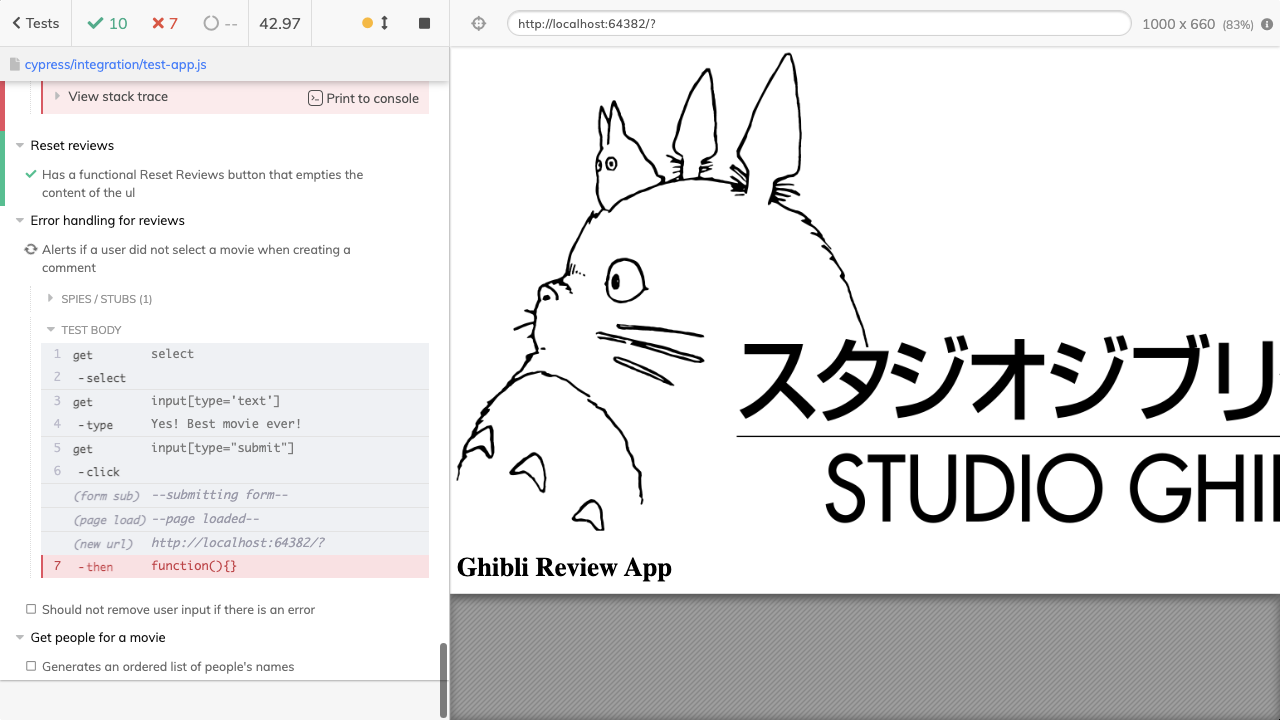 Tests
10
7
--
42.97
http://localhost:64382/?
1000 x 660 (83%)
cypress/integration/test-app.js
View stack trace
Print to console
Reset reviews
Has a functional Reset Reviews button that empties the
content of the ul
Error handling for reviews
Alerts if a user did not select a movie when creating a
comment
SPIES / STUBS (1)
TEST BODY
1 get select
2 -select
3 get input[type='text']
4 -type Yes! Best movie ever!
5 get input[type="submit"]
6 -click
(form sub) --submitting form--
(page load) --page loaded--
(new url) http://localhost:64382/?
7 -then function(){}
Should not remove user input if there is an error
Get people for a movie
Generates an ordered list of people's names
スタジオジブリ
STUDIO GHI
Ghibli Review App